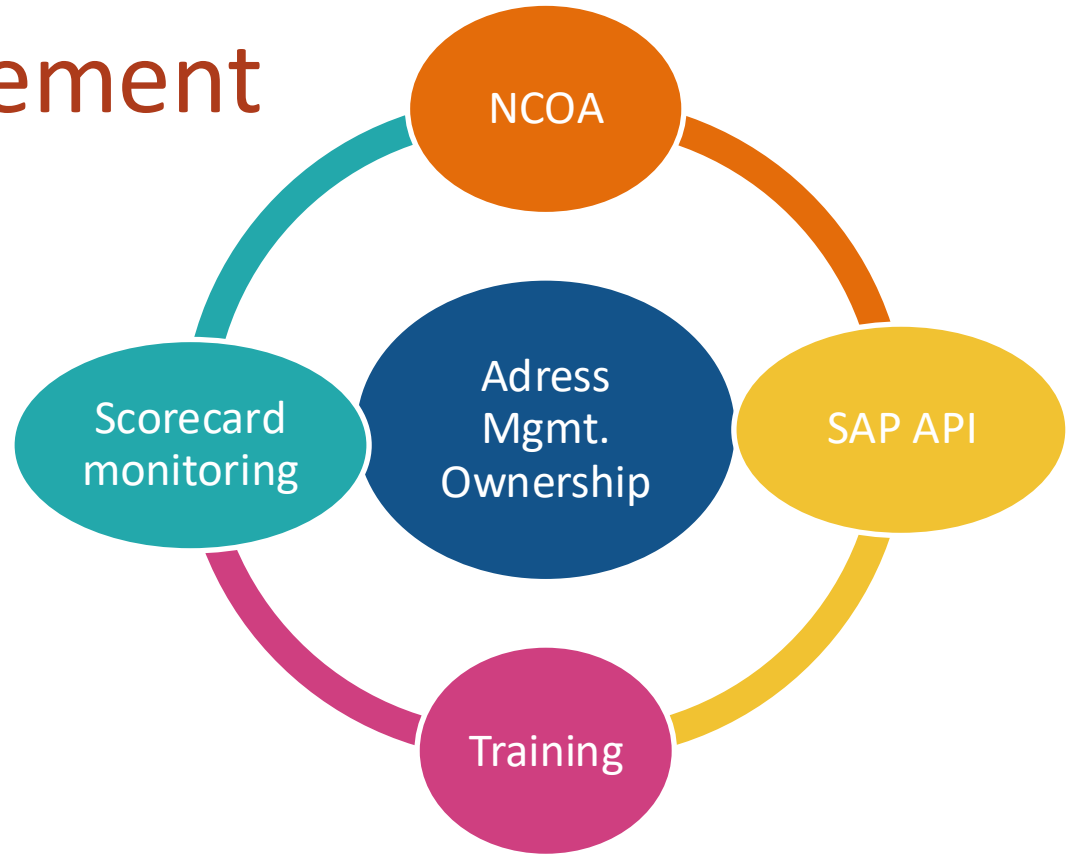 ement
NCOA
Adress
Mgmt.
Ownership
SAP API
Scorecard
monitoring
Training